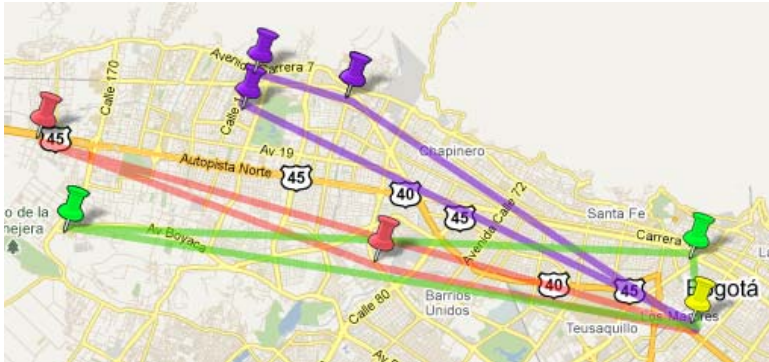 Avenida Carrera 7
Calle 170
Calle 1
45
Av 19
Chapinero
Autopista Norte
45
40
45
Avenida Calle 72
Santa Fe
Carrera
o de la
nejera
Av Boyaca
Bogotá
40
45
Barrios
Unidos
Calle 80
Los Mártires
Teusaquillo